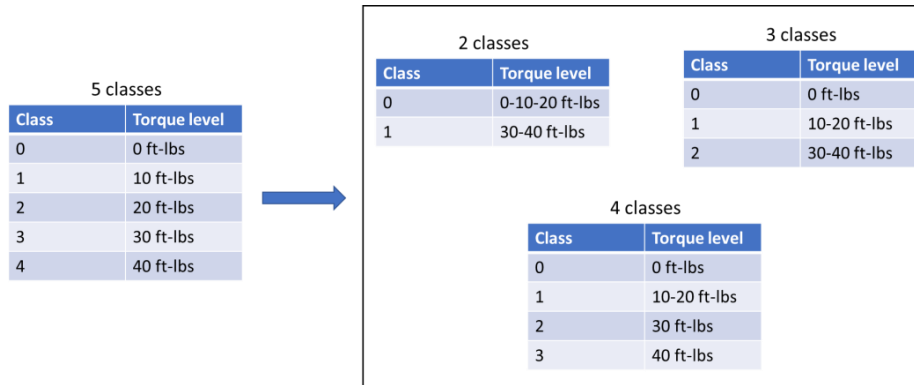 5 classes
Class Torque level
0 0 ft-lbs
1 10 ft-lbs
2 20 ft-lbs
3 30 ft-lbs
4 40 ft-lbs
2 classes
Class Torque level
0 0-10-20 ft-lbs
1 30-40 ft-lbs
3 classes
Class Torque level
0 0 ft-lbs
1 10-20 ft-lbs
2 30-40 ft-lbs
4 classes
Class Torque level
0 0 ft-lbs
1 10-20 ft-lbs
2 30 ft-lbs
3 40 ft-lbs